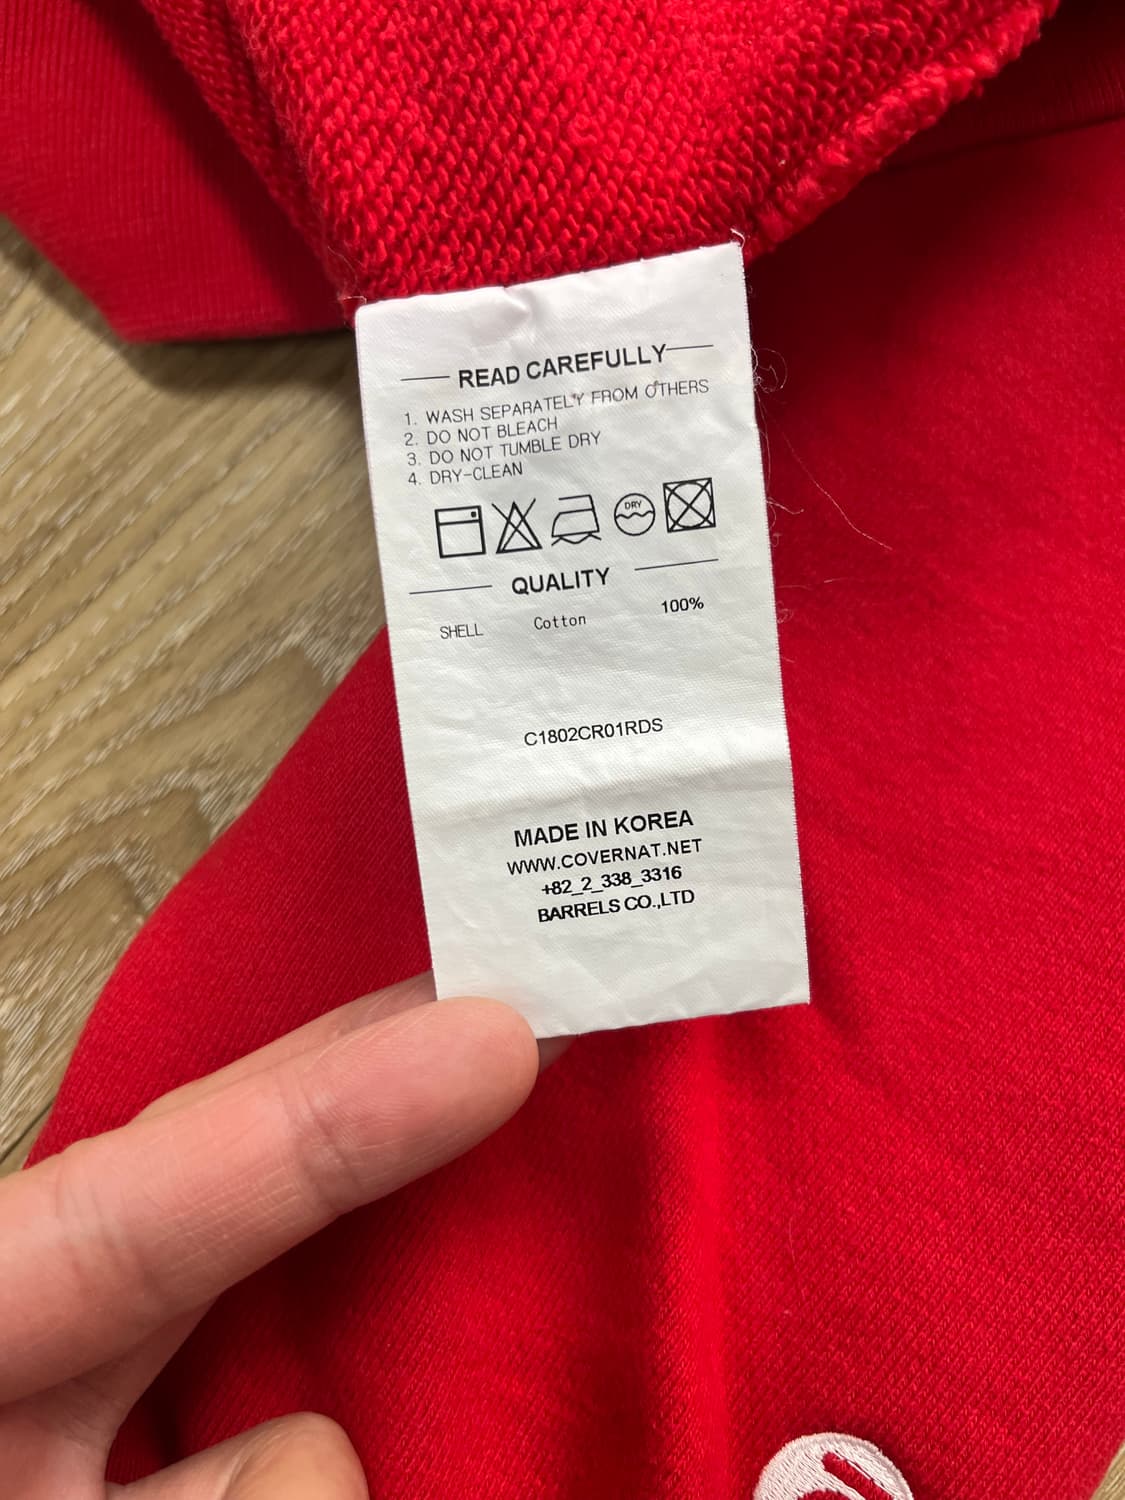 READ CAREFULLY
1. WASH SEPARATELY FROM OTHERS
2. DO NOT BLEACH
3. DO NOT TUMBLE DRY
4. DRY-CLEAN
DRY
QUALITY
SHELL Cotton 100%
C1802CR01RDS
MADE IN KOREA
WWW.COVERNAT.NET
+82_2_338_3316
BARRELS CO.,LTD